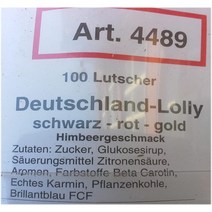 Art. 4489
100 Lutscher
Deutschland-Lolly
schwarz - rot - gold
Himbeergeschmack
Zutaten: Zucker, Glukosesirup,
Säuerungsmittel Zitronensäure,
Aromen, Farbstoffe Beta Carotin,
Echtes Karmin, Pflanzenkohle,
Brillantblau FCF